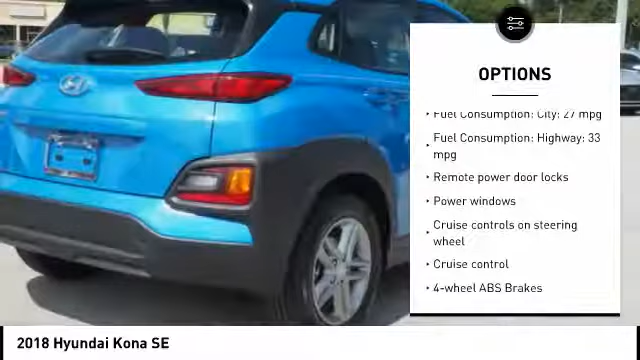 OPTIONS
• Fuel Consumption: City: 27 mpg
• Fuel Consumption: Highway: 33
mpg
• Remote power door locks
• Power windows
• Cruise controls on steering
wheel
• Cruise control
• 4-wheel ABS Brakes
2018 Hyundai Kona SE